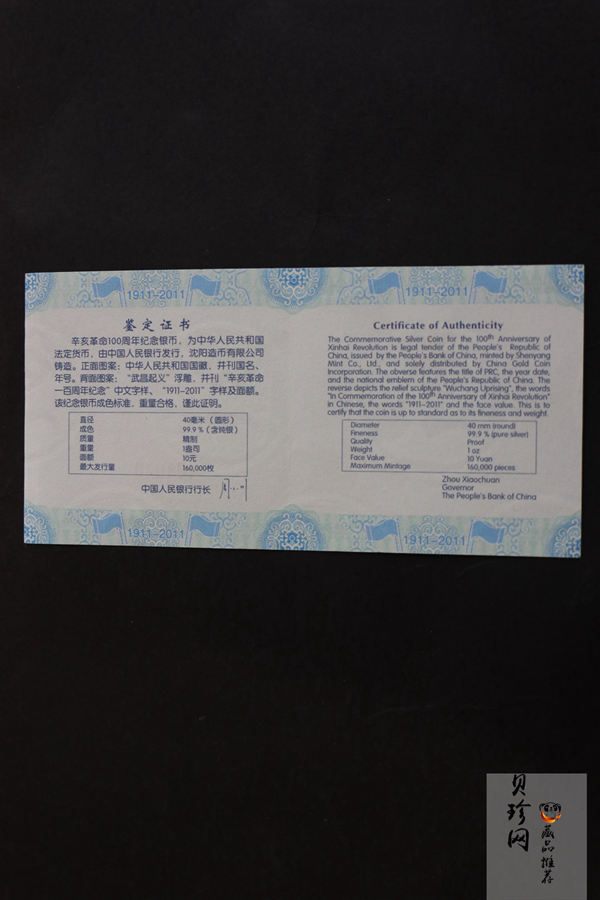 1911-2011
1911-2011
鉴定证书
辛亥革命100周年纪念银币，为中华人民共和国
法定货币，由中国人民银行发行，沈阳造币有限公司
铸造。正面图案：中华人民共和国国徽，并刊国名、
年号。背面图案：“武昌起义”浮雕，并刊“辛亥革命
一百周年纪念”中文字样、“1911-2011”字样及面额。
该纪念银币成色标准，重量合格，谨此证明。
直径 40毫米（圆形）
成色 99.9％（含纯银）
质量 精制
重量 1盎司
面额 10元
最大发行量 160,000枚
中国人民银行行长
Certificate of Authenticity
The Commemorative Silver Coin for the 100th Anniversary of
Xinhai Revolution is legal tender of the People's Republic of
China, issued by the People's Bank of China, minted by Shenyang
Mint Co., Ltd., and solely distributed by China Gold Coin
Incorporation. The obverse features the title of PRC, the year date,
and the national emblem of the People's Republic of China. The
reverse depicts the relief sculpture "Wuchang Uprising", the words
"In Commemoration of the 100th Anniversary of Xinhai Revolution"
in Chinese, the words "1911-2011" and the face value. This is to
certify that the coin is up to standard as to its fineness and weight.
Diameter 40 mm (round)
Fineness 99.9 % (pure silver)
Quality Proof
Weight 1 oz
Face Value 10 Yuan
Maximum Mintage 160,000 pieces
Zhou Xiaochuan
Governor
The People's Bank of China
1911-2011
1911-2011
贝珍网
藏品推荐